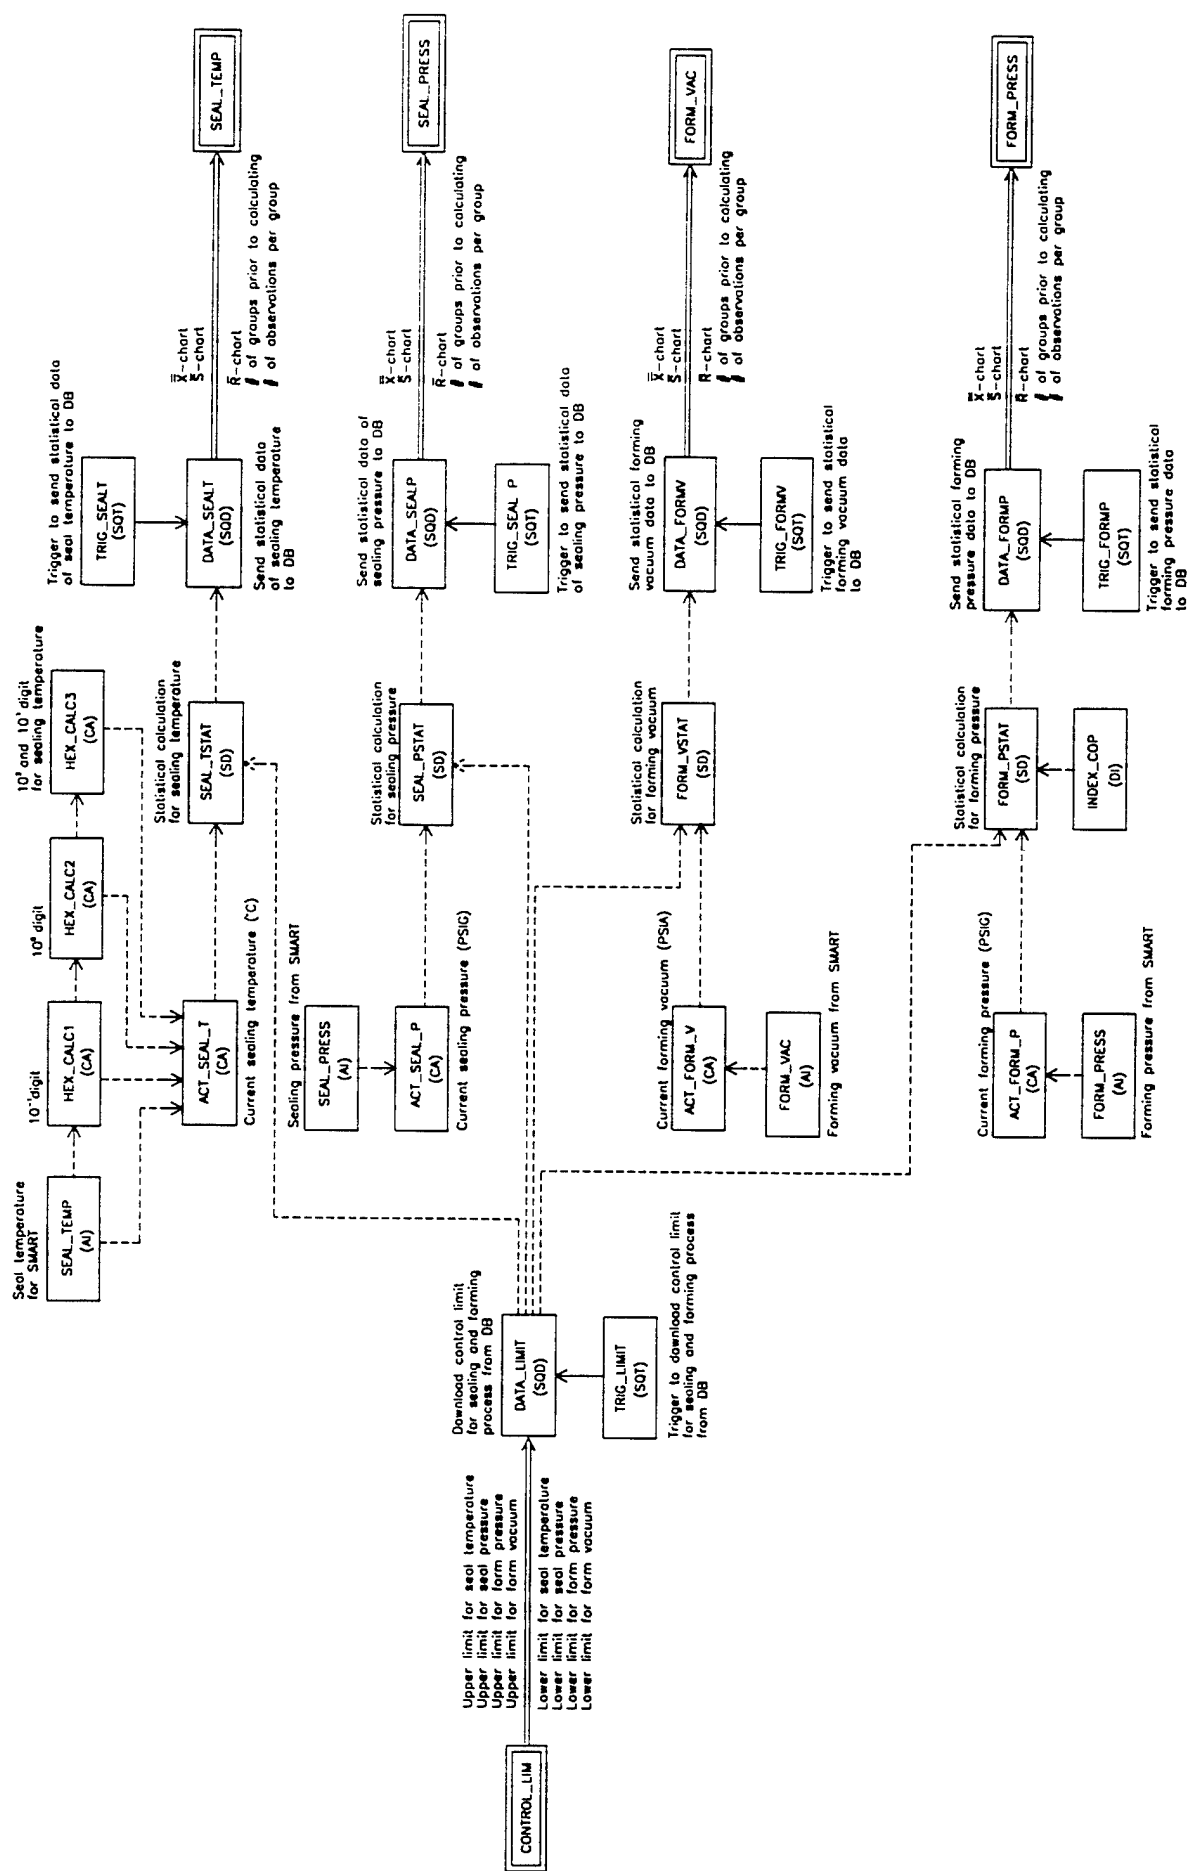 Seal temperature
for SMART
SEAL_TEMP
(AI)
10⁻¹ digit
HEX_CALC1
(CA)
HEX_CALC2
(CA)
for sealing temperature
HEX_CALC3
(CA)
ACT_SEAL_T
(CA)
Current sealing temperature (°C)
Statistical calculation
for sealing temperature
SEAL_TSTAT
(SD)
Trigger to send statistical data
of seal temperature to DB
TRIG_SEALT
(SQT)
DATA_SEALT
(SQD)
Send statistical data
of sealing temperature
to DB
X̿-chart
S̅-chart
R̅-chart
# of groups prior to calculating
# of observations per group
SEAL_TEMP
Sealing pressure from SMART
SEAL_PRESS
(AI)
ACT_SEAL_P
(CA)
Current sealing pressure (PSIG)
Statistical calculation
for sealing pressure
SEAL_PSTAT
(SD)
Send statistical data of
sealing pressure to DB
DATA_SEALP
(SQD)
TRIG_SEAL P
(SQT)
Trigger to send statistical data
of sealing pressure to DB
X̿-chart
S̅-chart
R̅-chart
# of groups prior to calculating
# of observations per group
SEAL_PRESS
Upper limit for seal temperature
Upper limit for seal pressure
Upper limit for form pressure
Upper limit for form vacuum
Lower limit for seal temperature
Lower limit for seal pressure
Lower limit for form pressure
Lower limit for form vacuum
CONTROL_LIM
Download control limit
for sealing and forming
process from DB
DATA_LIMIT
(SQD)
TRIG_LIMIT
(SQT)
Trigger to download control limit
for sealing and forming process
from DB
Current forming vacuum (PSIA)
ACT_FORM_V
(CA)
FORM_VAC
(AI)
Forming vacuum from SMART
Statistical calculation
for forming vacuum
FORM_VSTAT
(SD)
Send statistical forming
vacuum data to DB
DATA_FORMV
(SQD)
TRIG_FORMV
(SQT)
Trigger to send statistical
forming vacuum data
to DB
X̿-chart
S̅-chart
R̅-chart
# of groups prior to calculating
# of observations per group
FORM_VAC
Current forming pressure (PSIG)
ACT_FORM_P
(CA)
FORM_PRESS
(AI)
Forming pressure from SMART
Statistical calculation
for forming pressure
FORM_PSTAT
(SD)
INDEX_COP
(DI)
Send statistical forming
pressure data to DB
DATA_FORMP
(SQD)
TRIG_FORMP
(SQT)
Trigger to send statistical
forming pressure data
to DB
X̿-chart
S̅-chart
R̅-chart
# of groups prior to calculating
# of observations per group
FORM_PRESS